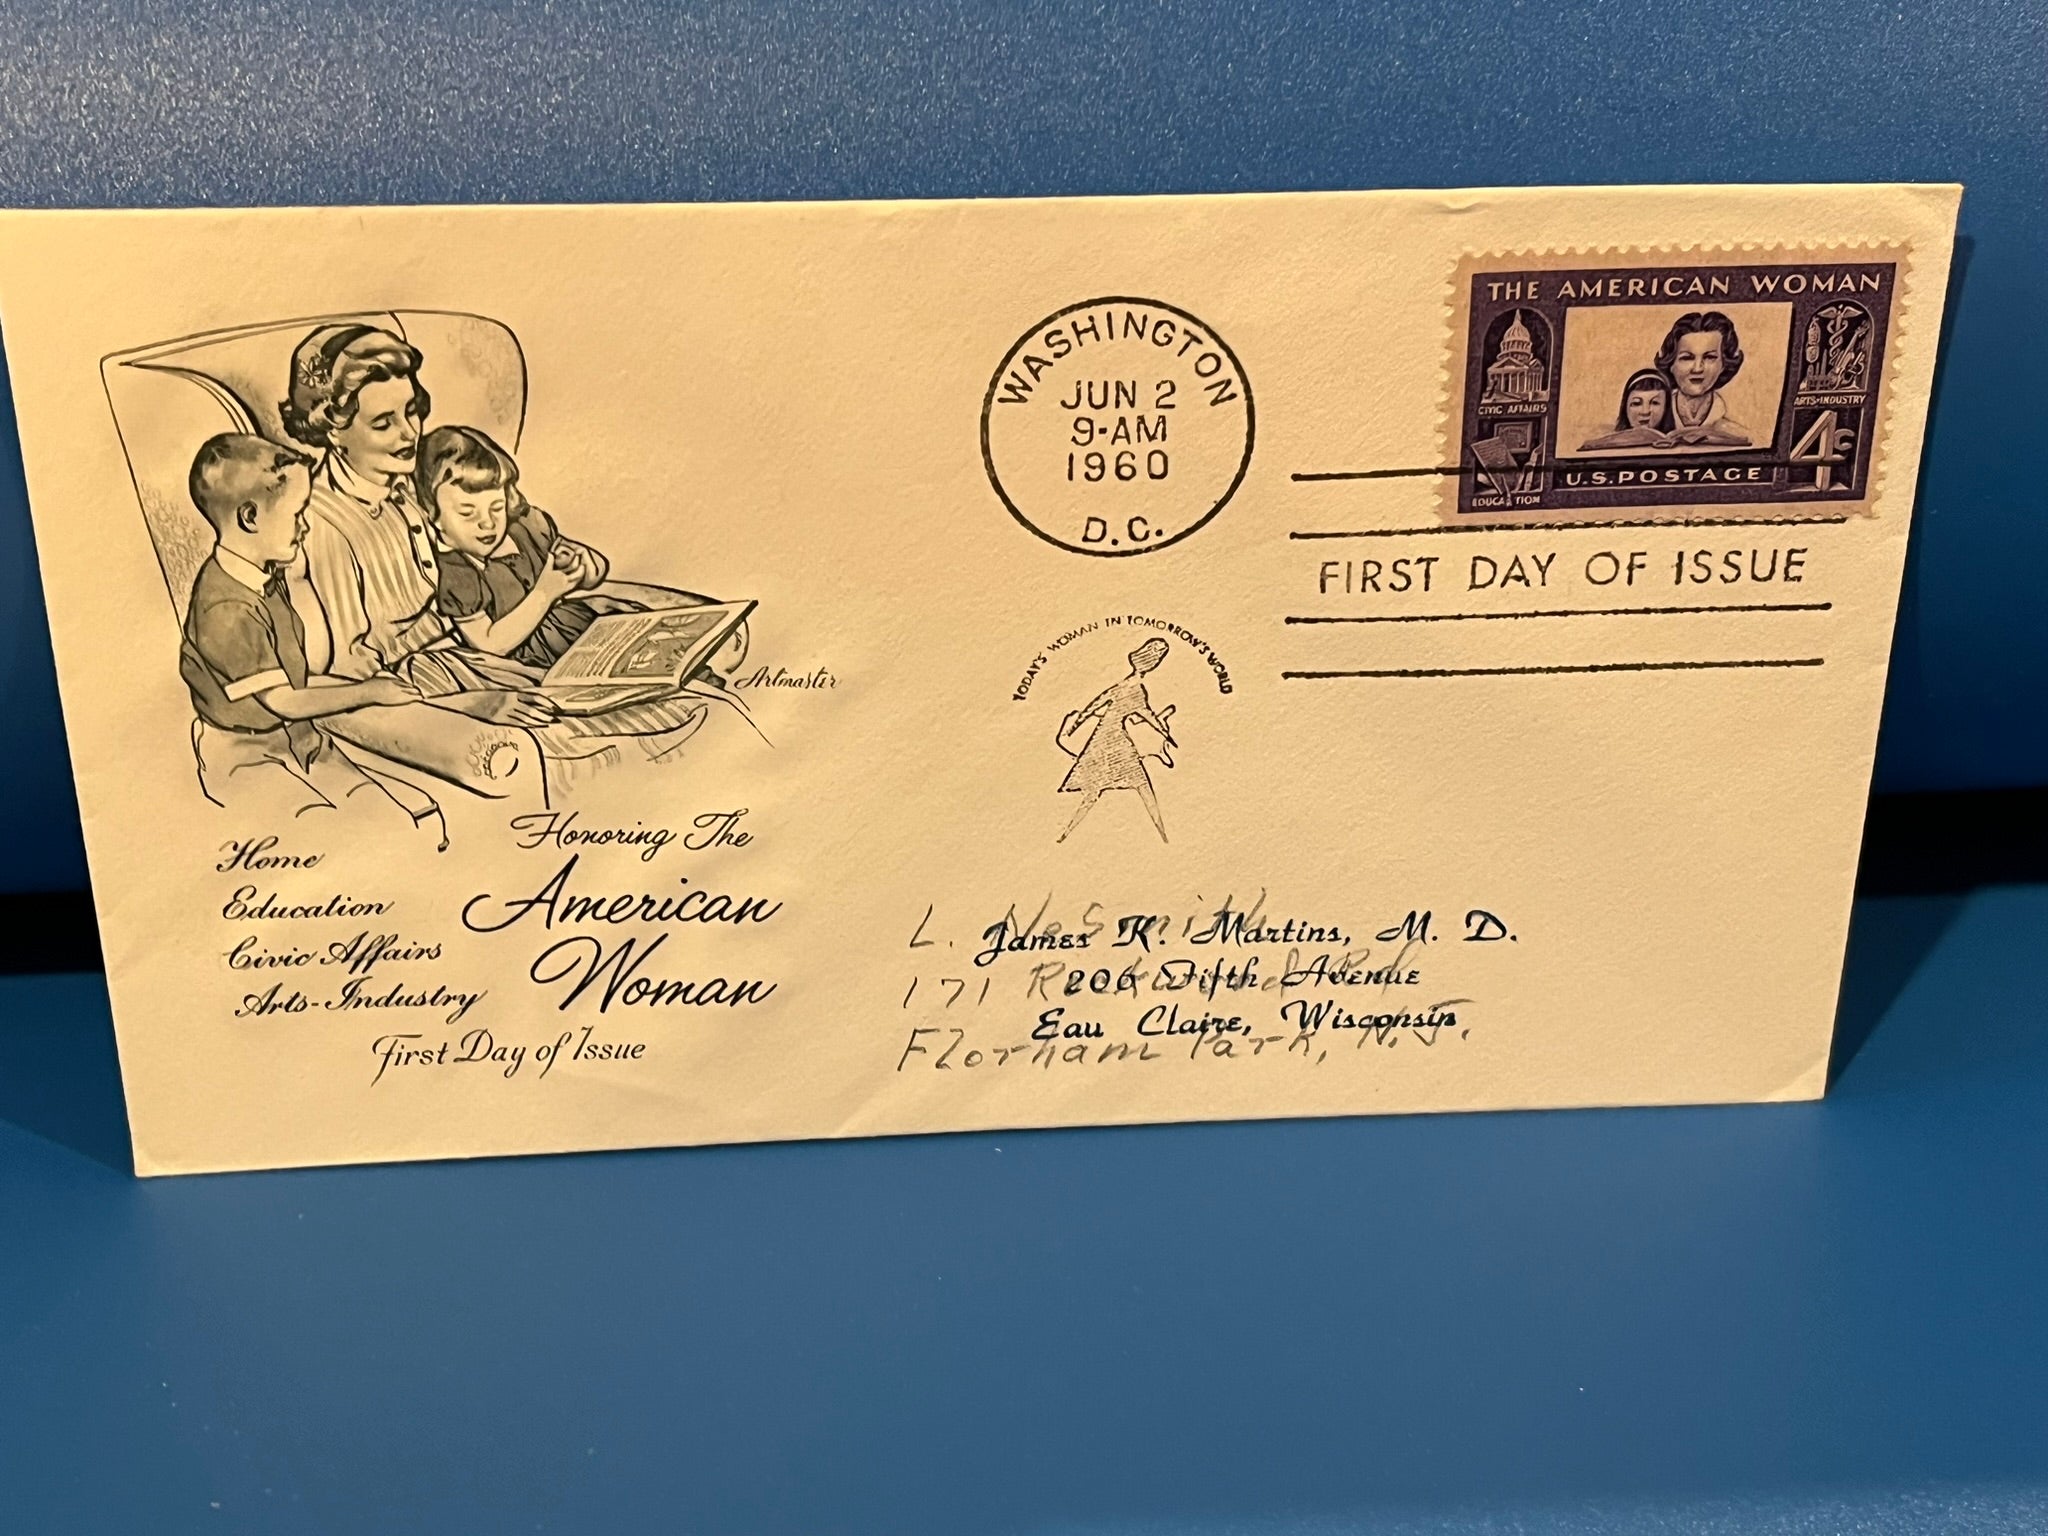 WASHINGTON
JUN 2
9-AM
1960
D.C.
THE AMERICAN WOMAN
CIVIC AFFAIRS
ARTS-INDUSTRY
EDUCATION
U.S.POSTAGE
4c
FIRST DAY OF ISSUE
Artmaster
TODAY'S WOMAN IN TOMORROW'S WORLD
Honoring The
American
Woman
Home
Education
Civic Affairs
Arts-Industry
First Day of Issue
James K. Martins, M. D.
206 Fifth Avenue
Eau Claire, Wisconsin
L. NeSmith
171
Florham Park, N.J.